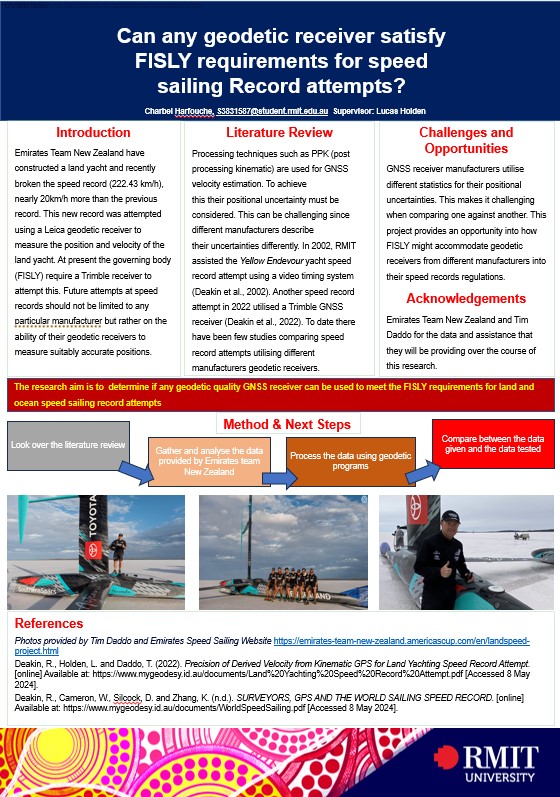 Can any geodetic receiver satisfy
FISLY requirements for speed
sailing Record attempts?
Charbel Harfouche, S3831587@student.rmit.edu.au Supervisor: Lucas Holden
Introduction
Emirates Team New Zealand have
constructed a land yacht and recently
broken the speed record (222.43 km/h),
nearly 20km/h more than the previous
record. This new record was attempted
using a Leica geodetic receiver to
measure the position and velocity of the
land yacht. At present the governing body
(FISLY) require a Trimble receiver to
attempt this. Future attempts at speed
records should not be limited to any
particular manufacturer but rather on the
ability of their geodetic receivers to
measure suitably accurate positions.
Literature Review
Processing techniques such as PPK (post
processing kinematic) are used for GNSS
velocity estimation. To achieve
this their positional uncertainty must be
considered. This can be challenging since
different manufacturers describe
their uncertainties differently. In 2002, RMIT
assisted the Yellow Endevour yacht speed
record attempt using a video timing system
(Deakin et al., 2002). Another speed record
attempt in 2022 utilised a Trimble GNSS
receiver (Deakin et al., 2022). To date there
have been few studies comparing speed
record attempts utilising different
manufacturers geodetic receivers.
Challenges and
Opportunities
GNSS receiver manufacturers utilise
different statistics for their positional
uncertainties. This makes it challenging
when comparing one against another. This
project provides an opportunity into how
FISLY might accommodate geodetic
receivers from different manufacturers into
their speed records regulations.
Acknowledgements
Emirates Team New Zealand and Tim
Daddo for the data and assistance that
they will be providing over the course of
this research.
The research aim is to determine if any geodetic quality GNSS receiver can be used to meet the FISLY requirements for land and
ocean speed sailing record attempts
Method & Next Steps
Look over the literature review
Gather and analyse the data
provided by Emirates team
New Zealand
Process the data using geodetic
programs
Compare between the data
given and the data tested
TOYOTA
SouthernSpars
ZEALAND
References
Photos provided by Tim Daddo and Emirates Speed Sailing Website https://emirates-team-new-zealand.americascup.com/en/landspeed-
project.html
Deakin, R., Holden, L. and Daddo, T. (2022). Precision of Derived Velocity from Kinematic GPS for Land Yachting Speed Record Attempt.
[online] Available at: https://www.mygeodesy.id.au/documents/Land%20Yachting%20Speed%20Record%20Attempt.pdf [Accessed 8 May
2024].
Deakin, R., Cameron, W., Silcock, D. and Zhang, K. (n.d.). SURVEYORS, GPS AND THE WORLD SAILING SPEED RECORD. [online]
Available at: https://www.mygeodesy.id.au/documents/WorldSpeedSailing.pdf [Accessed 8 May 2024].
RMIT
UNIVERSITY